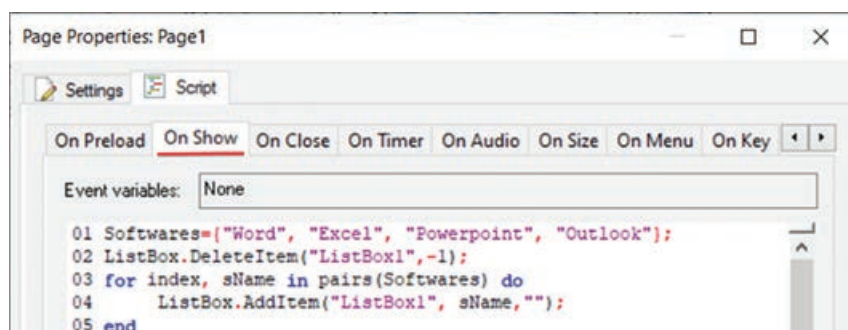 Page Properties: Page1
Settings Script
On Preload On Show On Close On Timer On Audio On Size On Menu On Key
Event variables: None
01 Softwares={"Word", "Excel", "Powerpoint", "Outlook"};
02 ListBox.DeleteItem("ListBox1",-1);
03 for index, sName in pairs(Softwares) do
04 ListBox.AddItem("ListBox1", sName,"");
05 end